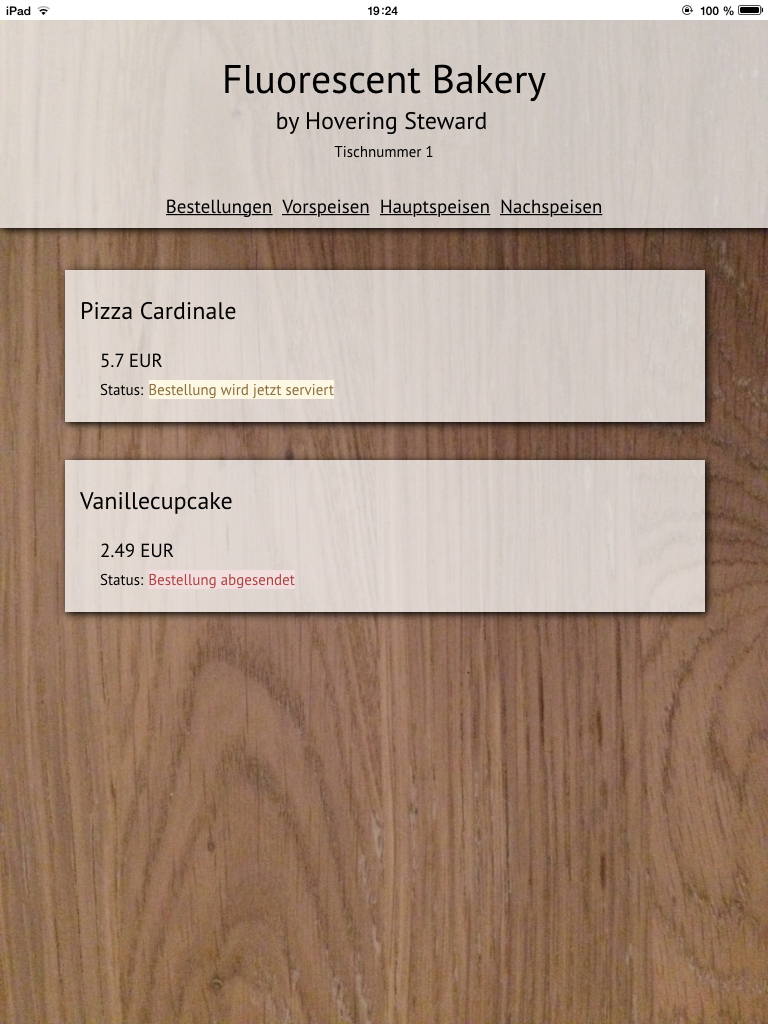 iPad 19:24 100 %
Fluorescent Bakery
by Hovering Steward
Tischnummer 1
Bestellungen Vorspeisen Hauptspeisen Nachspeisen
Pizza Cardinale
5.7 EUR
Status: Bestellung wird jetzt serviert
Vanillecupcake
2.49 EUR
Status: Bestellung abgesendet